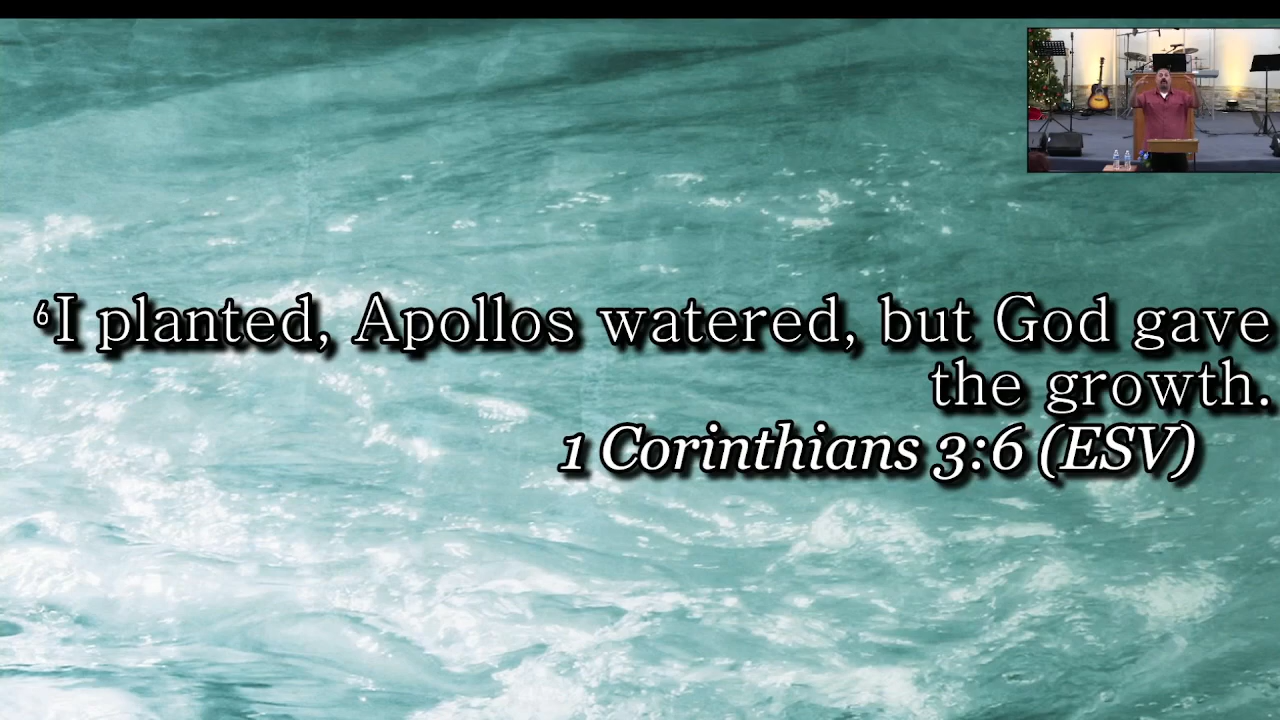 ⁶I planted, Apollos watered, but God gave
the growth.
1 Corinthians 3:6 (ESV)